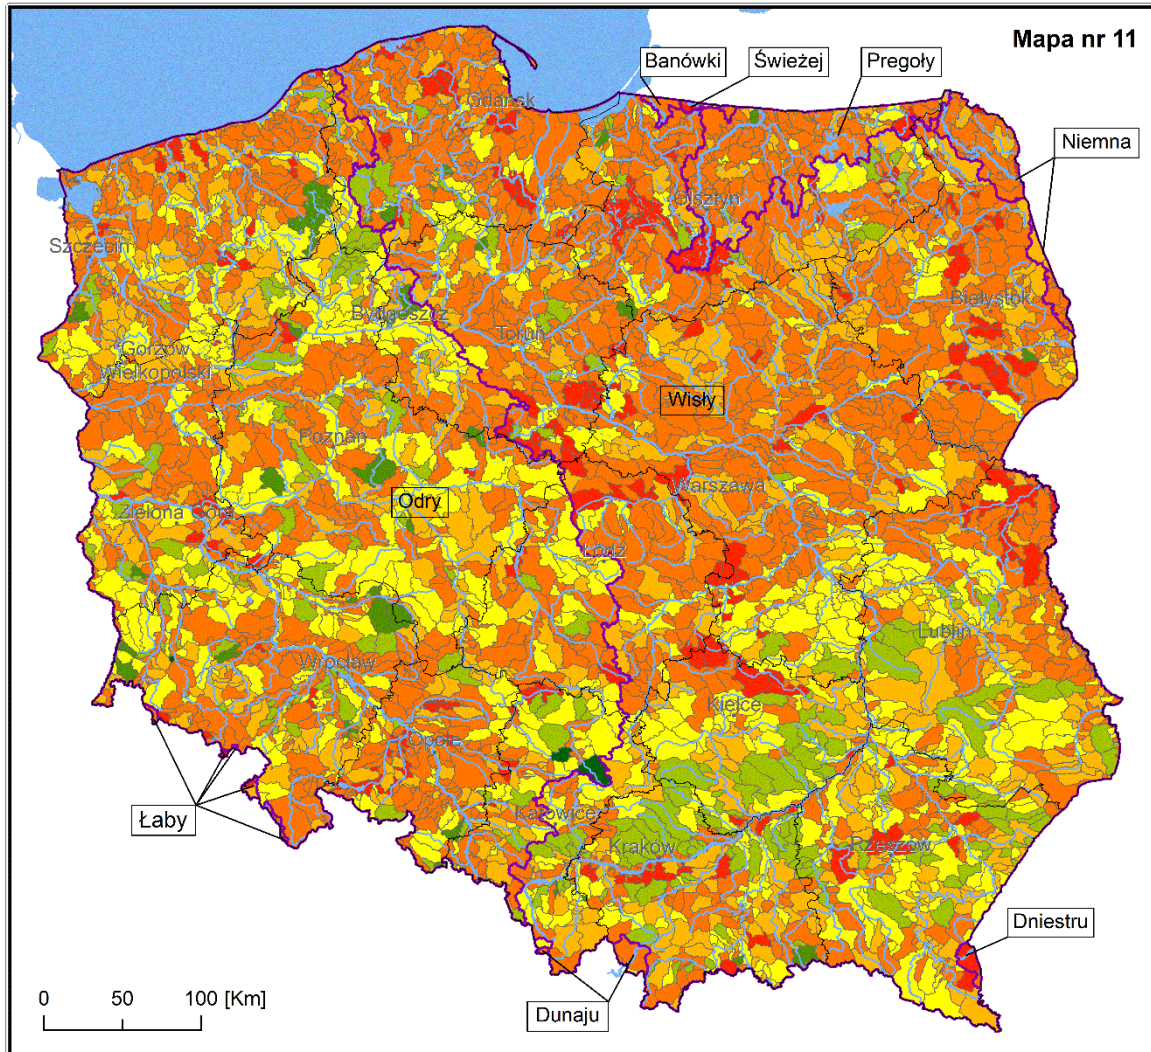 Mapa nr 11
Banówki
Świeżej
Pregoły
Gdańsk
Niemna
Olsztyn
Szczecin
Białystok
Bydgoszcz
Toruń
Gorzów
Wielkopolski
Wisły
Poznań
Warszawa
Odry
Zielona Góra
Łódź
Lublin
Wrocław
Kielce
Opole
Łaby
Katowice
Kraków
Rzeszów
Dniestru
0 50 100 [Km]
Dunaju